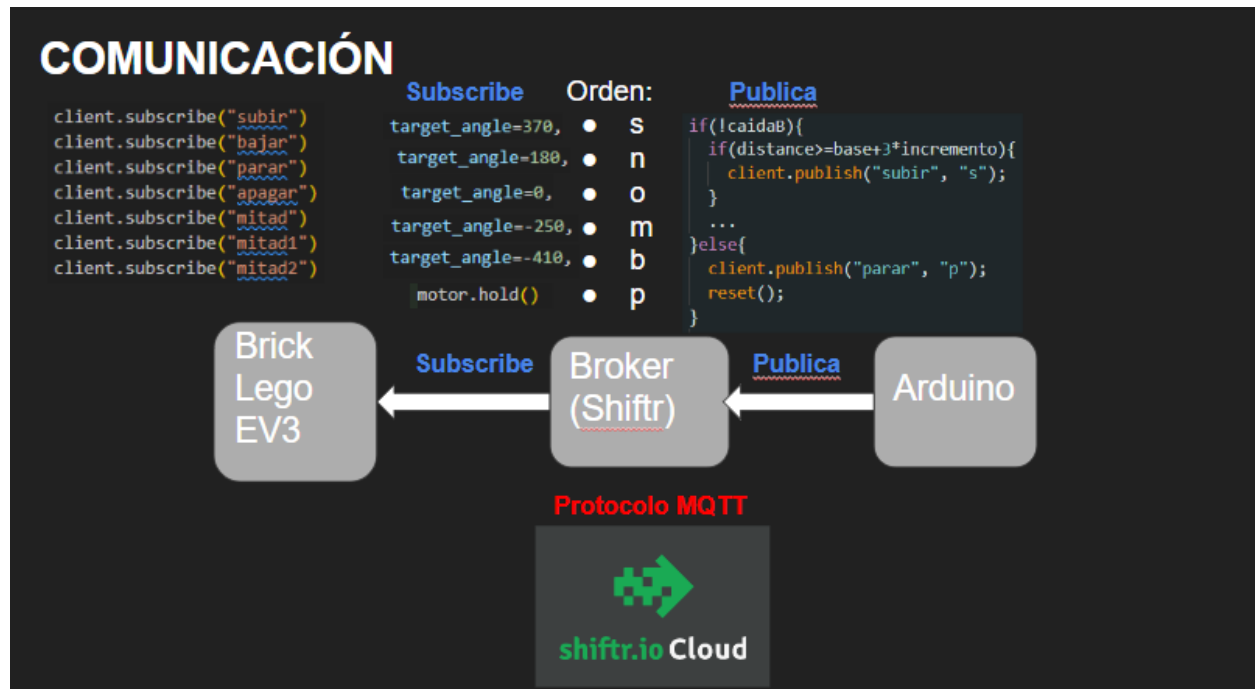 COMUNICACIÓN
client.subscribe("subir")
client.subscribe("bajar")
client.subscribe("parar")
client.subscribe("apagar")
client.subscribe("mitad")
client.subscribe("mitad1")
client.subscribe("mitad2")
Subscribe Orden: Publica
target_angle=370, ● s
target_angle=180, ● n
target_angle=0, ● o
target_angle=-250, ● m
target_angle=-410, ● b
motor.hold() ● p
if(!caidaB){
if(distance>=base+3*incremento){
client.publish("subir", "s");
}
...
}else{
client.publish("parar", "p");
reset();
}
Brick
Lego
EV3
Subscribe
Broker
(Shiftr)
Publica
Arduino
Protocolo MQTT
shiftr.io Cloud